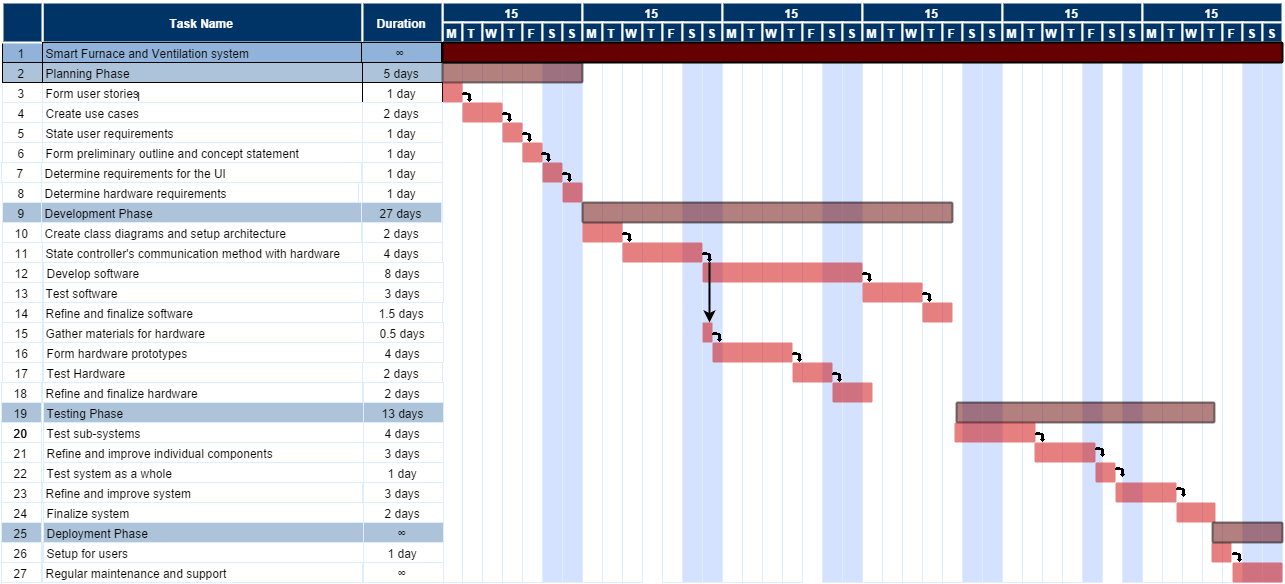 Task Name Duration 15 15 15 15 15 15
M T W T F S S M T W T F S S M T W T F S S M T W T F S S M T W T F S S M T W T F S S
1 Smart Furnace and Ventilation system ∞
2 Planning Phase 5 days
3 Form user stories 1 day
4 Create use cases 2 days
5 State user requirements 1 day
6 Form preliminary outline and concept statement 1 day
7 Determine requirements for the UI 1 day
8 Determine hardware requirements 1 day
9 Development Phase 27 days
10 Create class diagrams and setup architecture 2 days
11 State controller's communication method with hardware 4 days
12 Develop software 8 days
13 Test software 3 days
14 Refine and finalize software 1.5 days
15 Gather materials for hardware 0.5 days
16 Form hardware prototypes 4 days
17 Test Hardware 2 days
18 Refine and finalize hardware 2 days
19 Testing Phase 13 days
20 Test sub-systems 4 days
21 Refine and improve individual components 3 days
22 Test system as a whole 1 day
23 Refine and improve system 3 days
24 Finalize system 2 days
25 Deployment Phase ∞
26 Setup for users 1 day
27 Regular maintenance and support ∞